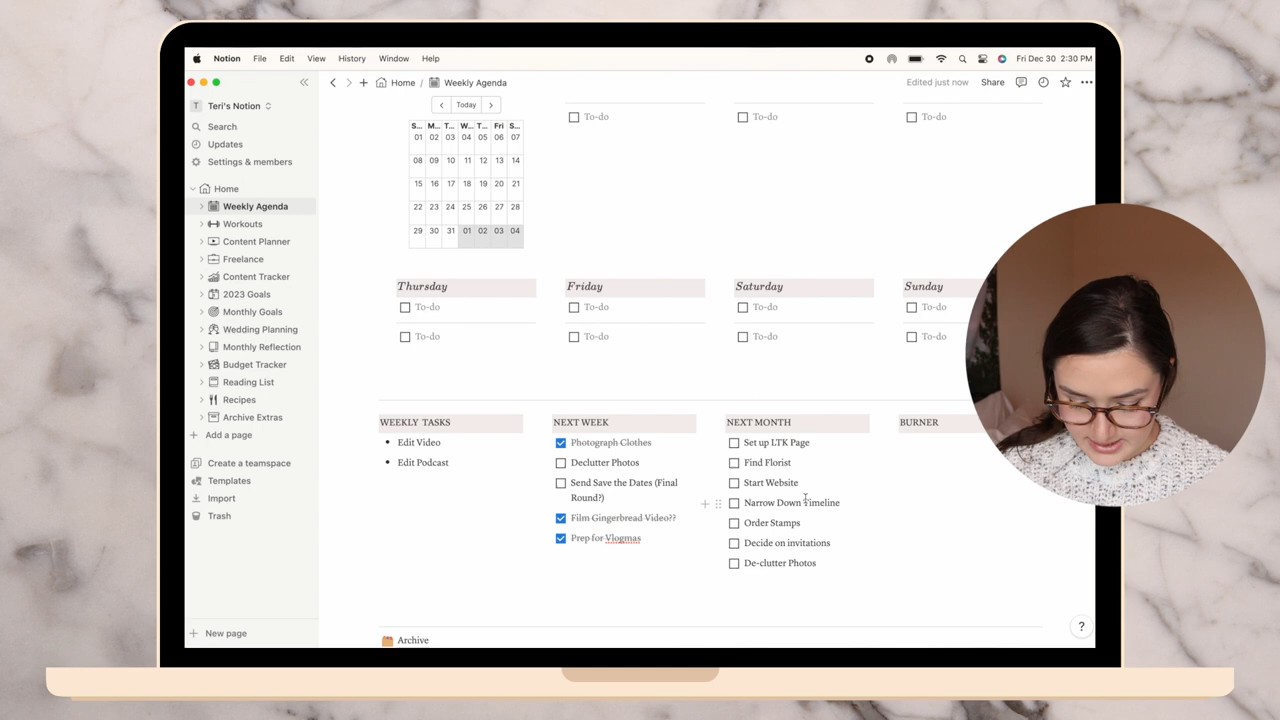 Notion File Edit View History Window Help Fri Dec 30 2:30 PM
Home / Weekly Agenda Edited just now Share
T Teri's Notion
Search
Updates
Settings & members
Home
Weekly Agenda
Workouts
Content Planner
Freelance
Content Tracker
2023 Goals
Monthly Goals
Wedding Planning
Monthly Reflection
Budget Tracker
Reading List
Recipes
Archive Extras
Add a page
Create a teamspace
Templates
Import
Trash
New page
Today
S... M... T... W... T... Fri S...
01 02 03 04 05 06 07
08 09 10 11 12 13 14
15 16 17 18 19 20 21
22 23 24 25 26 27 28
29 30 31 01 02 03 04
To-do To-do To-do
Thursday Friday Saturday Sunday
To-do To-do To-do To-do
To-do To-do To-do To-do
WEEKLY TASKS
Edit Video
Edit Podcast
NEXT WEEK
Photograph Clothes
Declutter Photos
Send Save the Dates (Final
Round?)
Film Gingerbread Video??
Prep for Vlogmas
NEXT MONTH
Set up LTK Page
Find Florist
Start Website
Narrow Down Timeline
Order Stamps
Decide on invitations
De-clutter Photos
BURNER
Archive
?